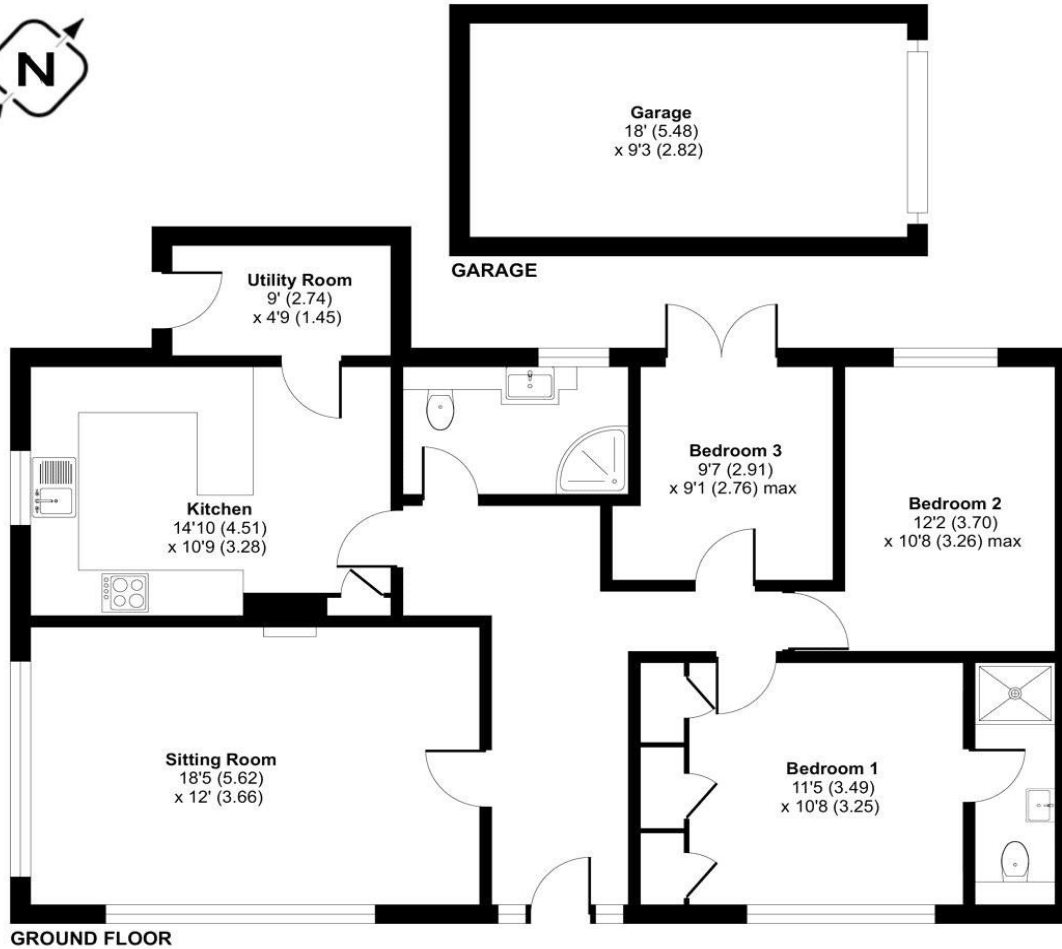 N
Garage
18' (5.48)
x 9'3 (2.82)
GARAGE
Utility Room
9' (2.74)
x 4'9 (1.45)
Kitchen
14'10 (4.51)
x 10'9 (3.28)
Bedroom 3
9'7 (2.91)
x 9'1 (2.76) max
Bedroom 2
12'2 (3.70)
x 10'8 (3.26) max
Sitting Room
18'5 (5.62)
x 12' (3.66)
Bedroom 1
11'5 (3.49)
x 10'8 (3.25)
GROUND FLOOR